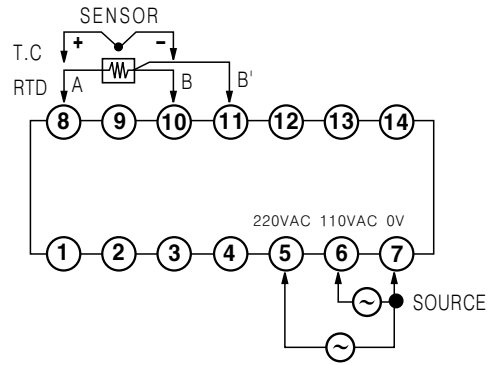 SENSOR
T.C + −
RTD A B B'
8 9 10 11 12 13 14
220VAC 110VAC 0V
1 2 3 4 5 6 7
~ SOURCE
~